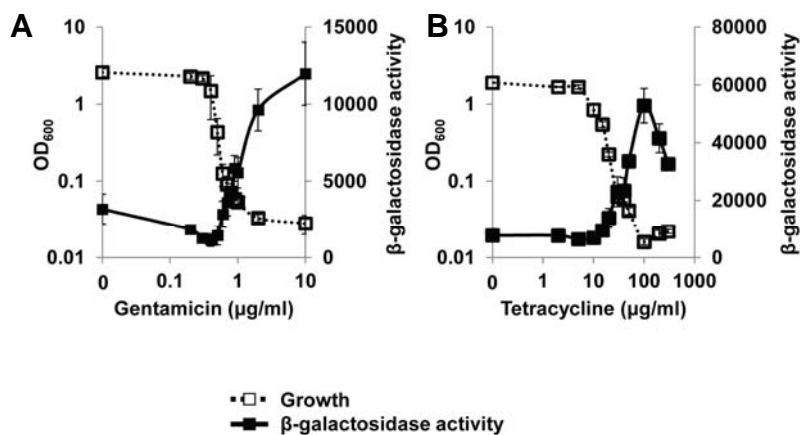 A
B
10
1
0.1
0.01
OD600
15000
10000
5000
0
β-galactosidase activity
0 0.1 1 10
Gentamicin (µg/ml)
10
1
0.1
0.01
OD600
80000
60000
40000
20000
0
β-galactosidase activity
0 1 10 100 1000
Tetracycline (µg/ml)
Growth
β-galactosidase activity